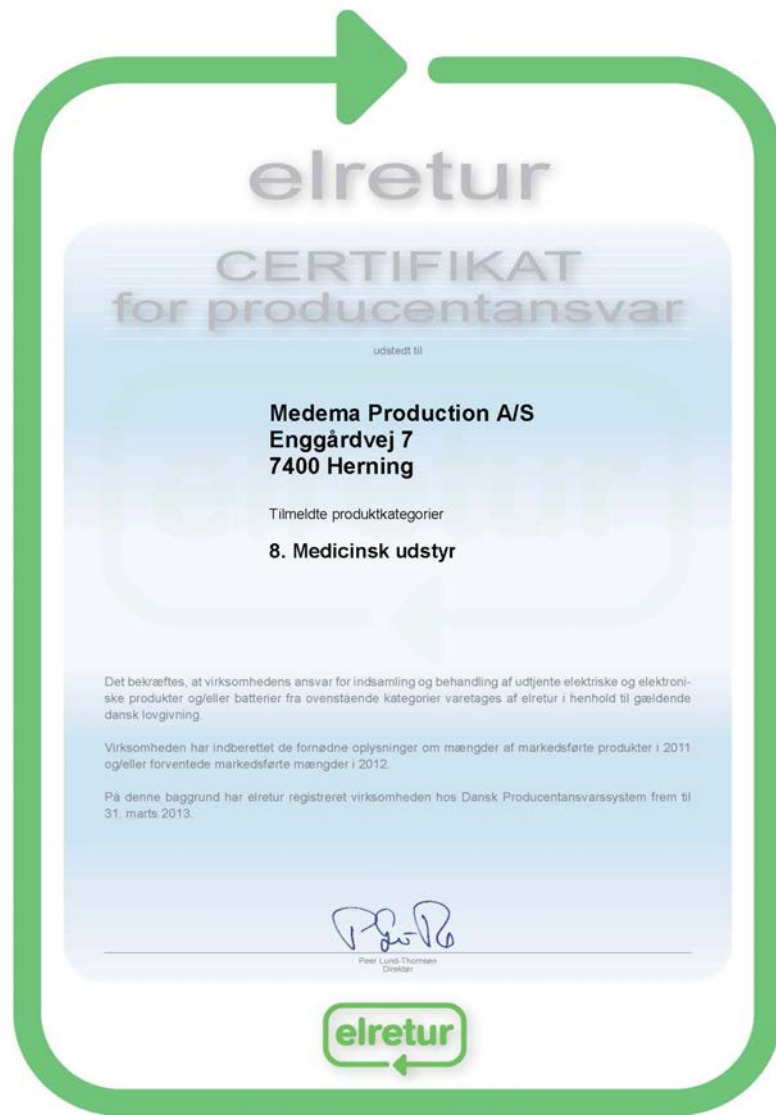 elretur
CERTIFIKAT
for producentansvar
udstedt til
Medema Production A/S
Enggårdvej 7
7400 Herning
Tilmeldte produktkategorier
8. Medicinsk udstyr
Det bekræftes, at virksomhedens ansvar for indsamling og behandling af udtjente elektriske og elektroni-
ske produkter og/eller batterier fra ovenstående kategorier varetages af elretur i henhold til gældende
dansk lovgivning.
Virksomheden har indberettet de fornødne oplysninger om mængder af markedsførte produkter i 2011
og/eller forventede markedsførte mængder i 2012.
På denne baggrund har elretur registreret virksomheden hos Dansk Producentansvarssystem frem til
31. marts 2013.
Peer Lund-Thomsen
Direktør
elretur